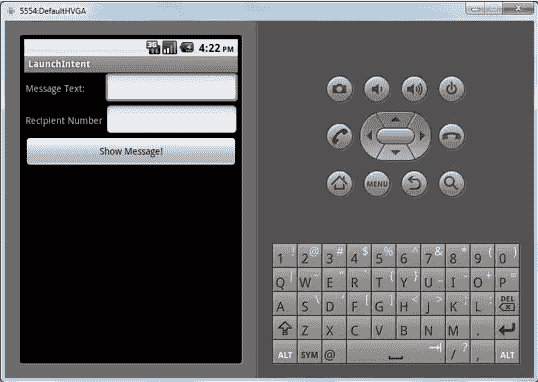 5554:DefaultHVGA
3G
4:22 PM
LaunchIntent
Message Text:
Recipient Number
Show Message!
MENU
1 ! 2 @ 3 # 4 $ 5 % 6 ^ 7 & 8 * 9 ( 0 )
Q W E R T { Y } U _ I - O + P =
A S \ D ' F [ G ] H < J > K ; L : DEL
Z X C V B N M .
ALT SYM @ / ? , ALT